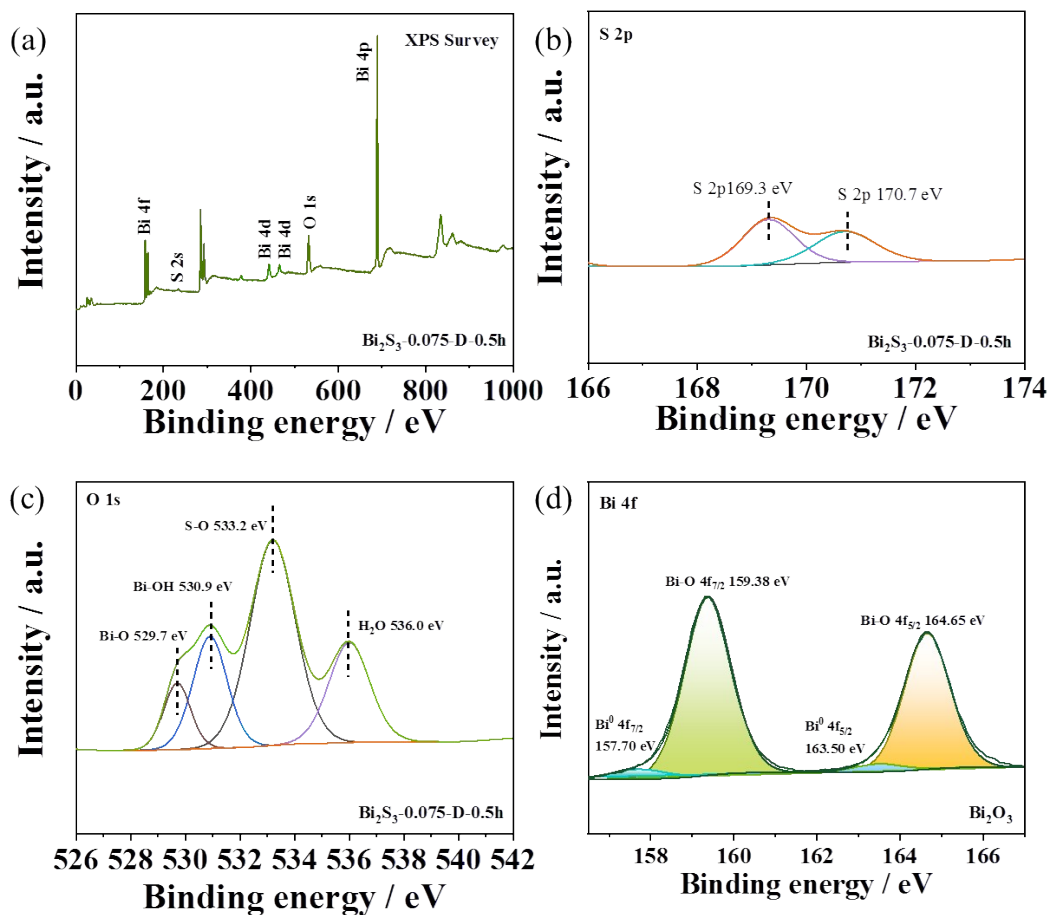 (a)
XPS Survey
Bi 4f
S 2s
Bi 4d
Bi 4d
O 1s
Bi 4p
Bi₂S₃-0.075-D-0.5h
Intensity / a.u.
0 200 400 600 800 1000
Binding energy / eV
(b)
S 2p
S 2p169.3 eV
S 2p 170.7 eV
Bi₂S₃-0.075-D-0.5h
Intensity / a.u.
166 168 170 172 174
Binding energy / eV
(c)
O 1s
S-O 533.2 eV
Bi-OH 530.9 eV
Bi-O 529.7 eV
H₂O 536.0 eV
Bi₂S₃-0.075-D-0.5h
Intensity / a.u.
526 528 530 532 534 536 538 540 542
Binding energy / eV
(d)
Bi 4f
Bi-O 4f₇/₂ 159.38 eV
Bi-O 4f₅/₂ 164.65 eV
Bi⁰ 4f₇/₂
157.70 eV
Bi⁰ 4f₅/₂
163.50 eV
Bi₂O₃
Intensity / a.u.
158 160 162 164 166
Binding energy / eV